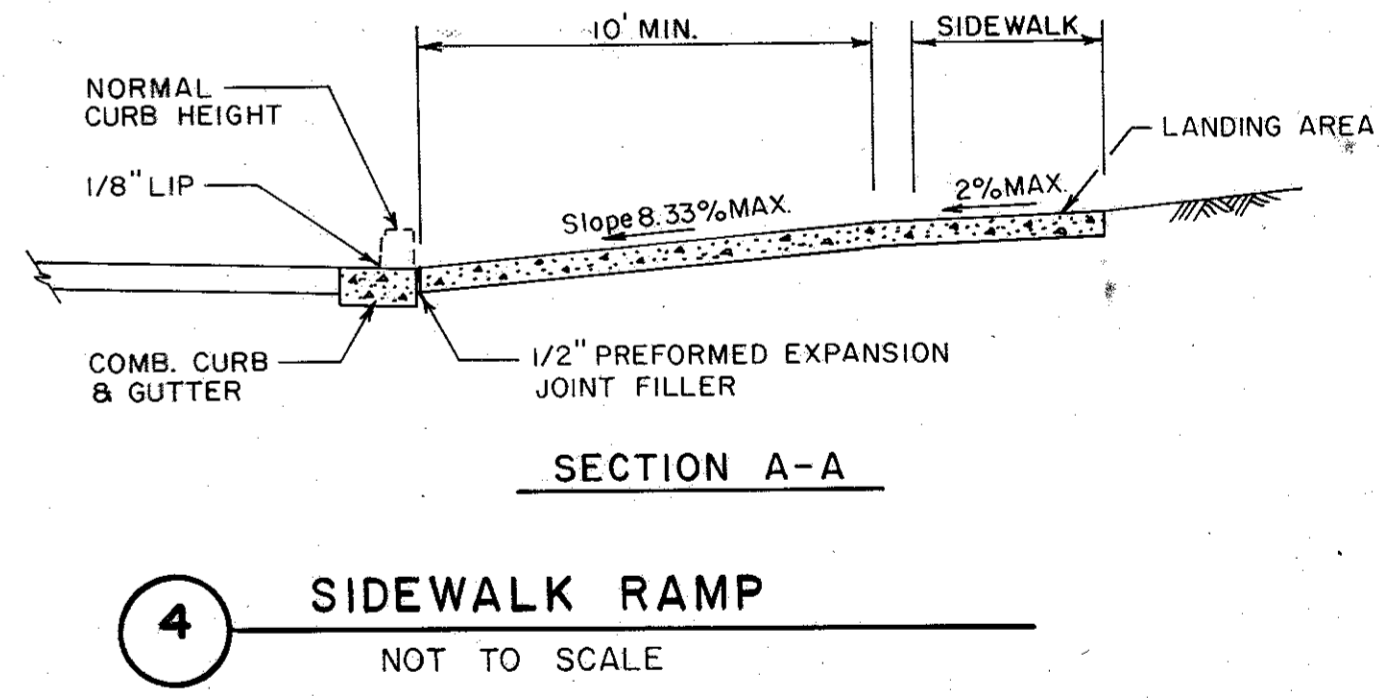 10' MIN.
SIDEWALK
NORMAL
CURB HEIGHT
LANDING AREA
1/8" LIP
2% MAX.
Slope 8.33% MAX.
COMB. CURB
& GUTTER
1/2" PREFORMED EXPANSION
JOINT FILLER
SECTION A-A
4
SIDEWALK RAMP
NOT TO SCALE